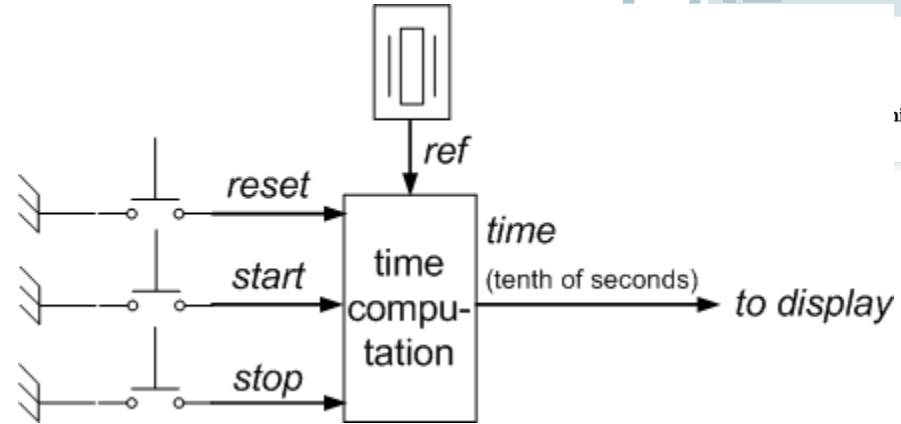 ref
reset
time
start
(tenth of seconds)
time
compu-
tation
to display
stop